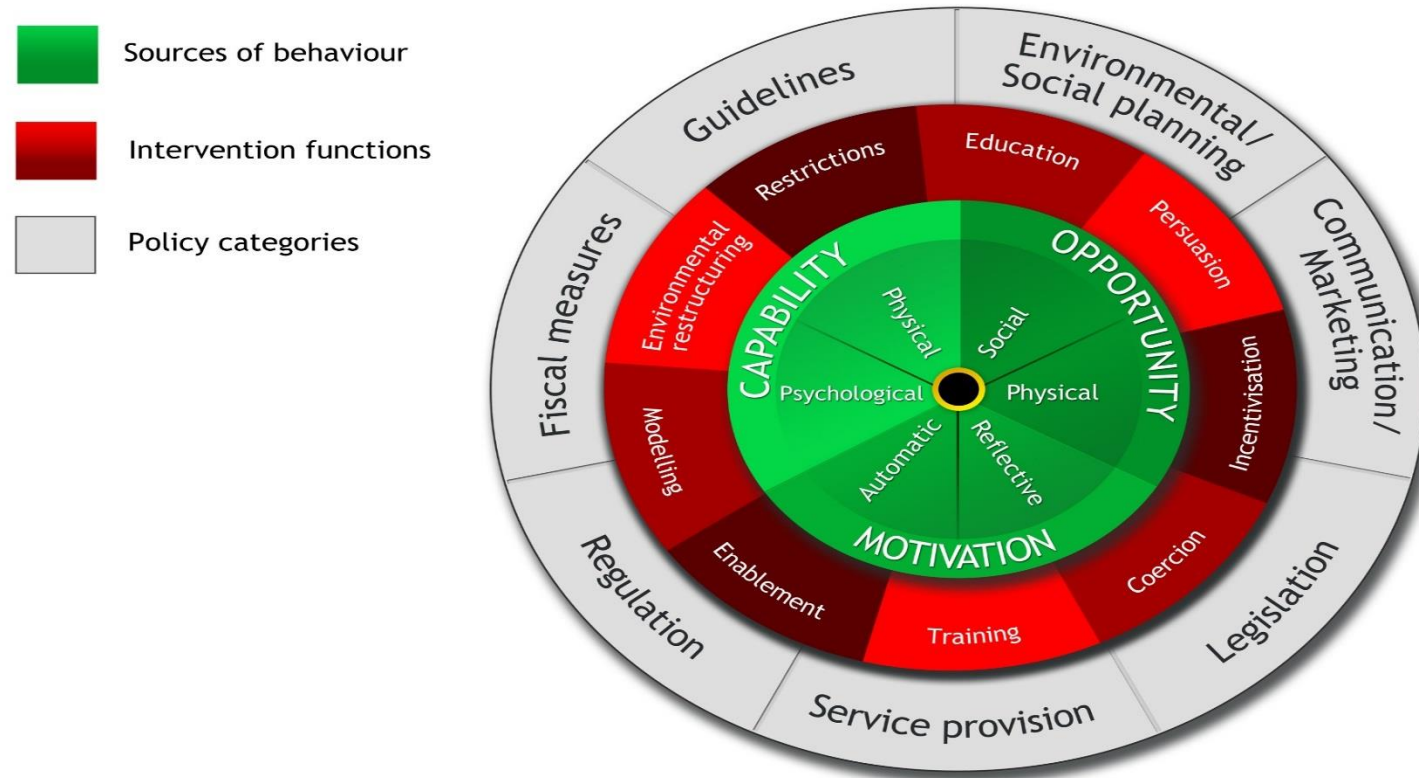 Sources of behaviour
Intervention functions
Policy categories
Guidelines
Environmental/
Social planning
Communication/
Marketing
Legislation
Service provision
Regulation
Fiscal measures
Restrictions
Education
Persuasion
Incentivisation
Coercion
Training
Enablement
Modelling
Environmental
restructuring
CAPABILITY
OPPORTUNITY
MOTIVATION
Physical
Social
Psychological
Physical
Automatic
Reflective